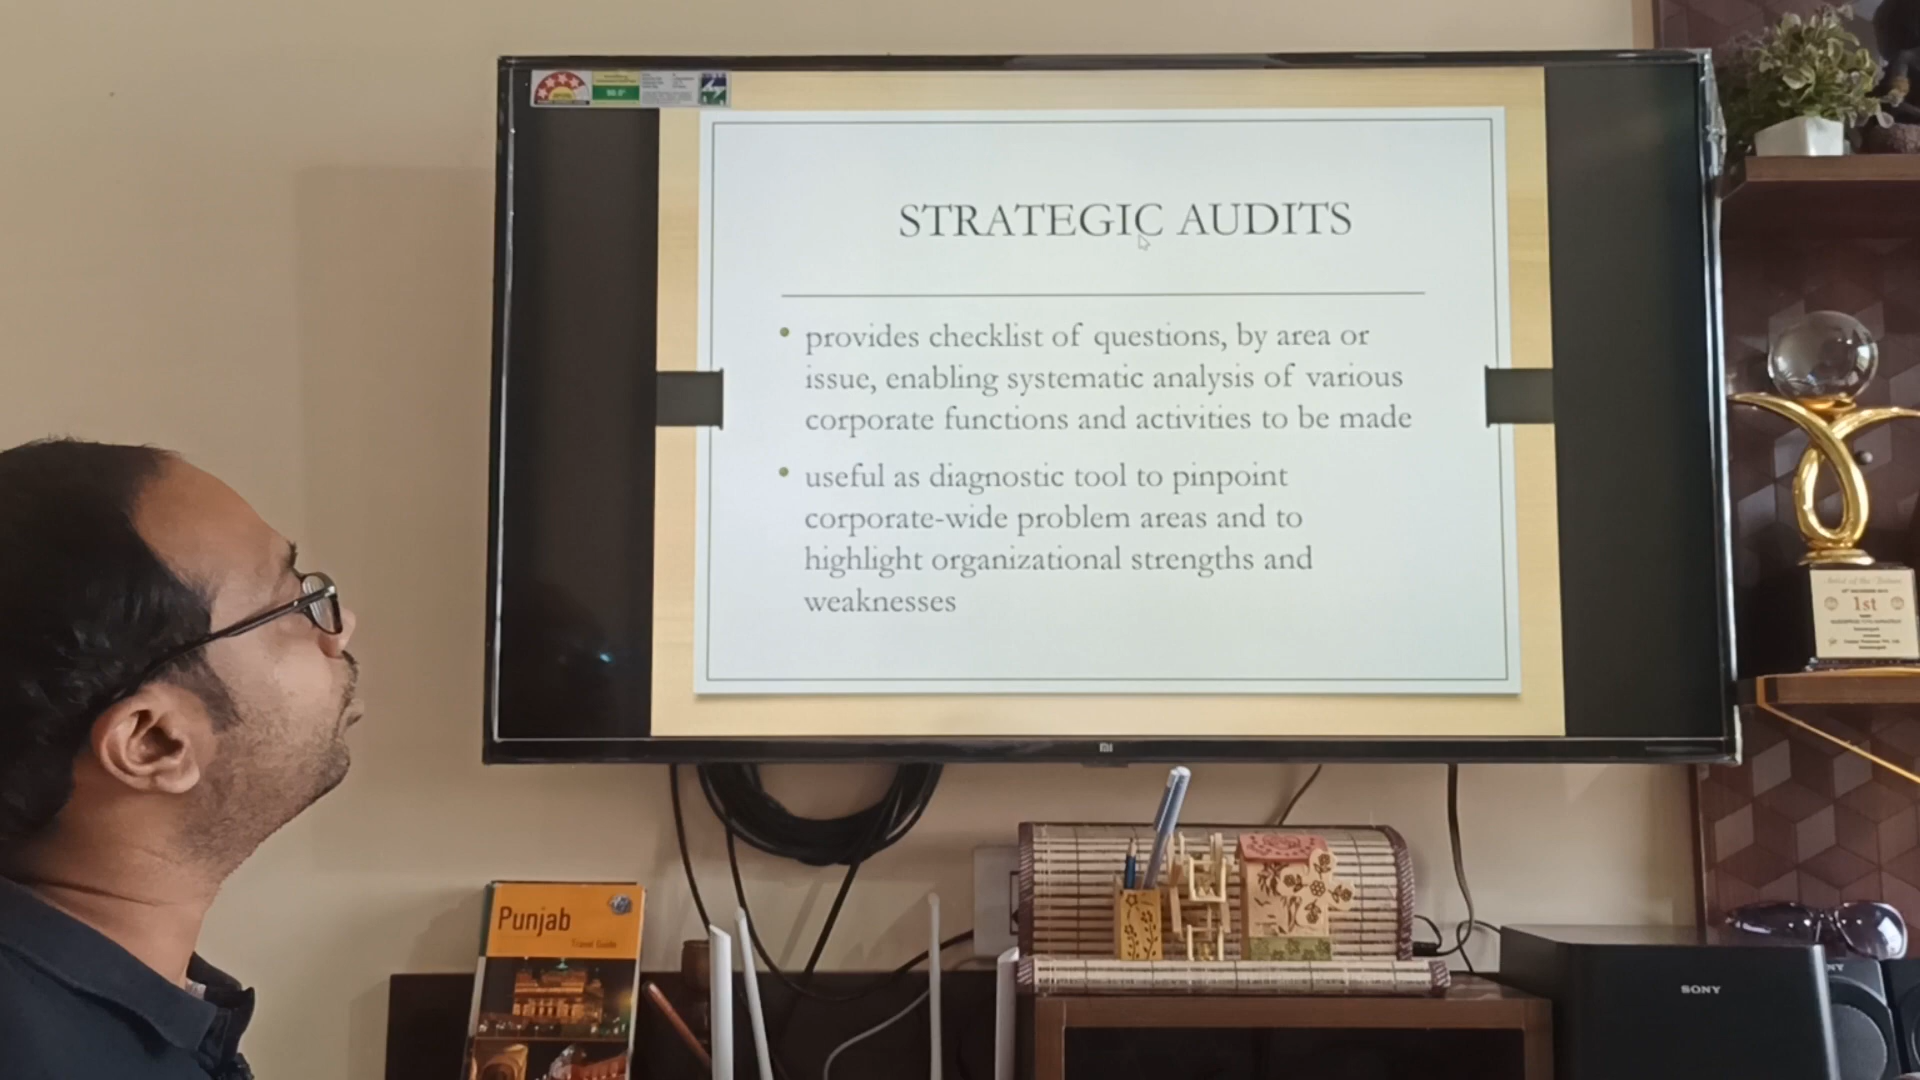 STRATEGIC AUDITS
provides checklist of questions, by area or
issue, enabling systematic analysis of various
corporate functions and activities to be made
useful as diagnostic tool to pinpoint
corporate-wide problem areas and to
highlight organizational strengths and
weaknesses
mi
1st
Punjab
Travel Guide
SONY